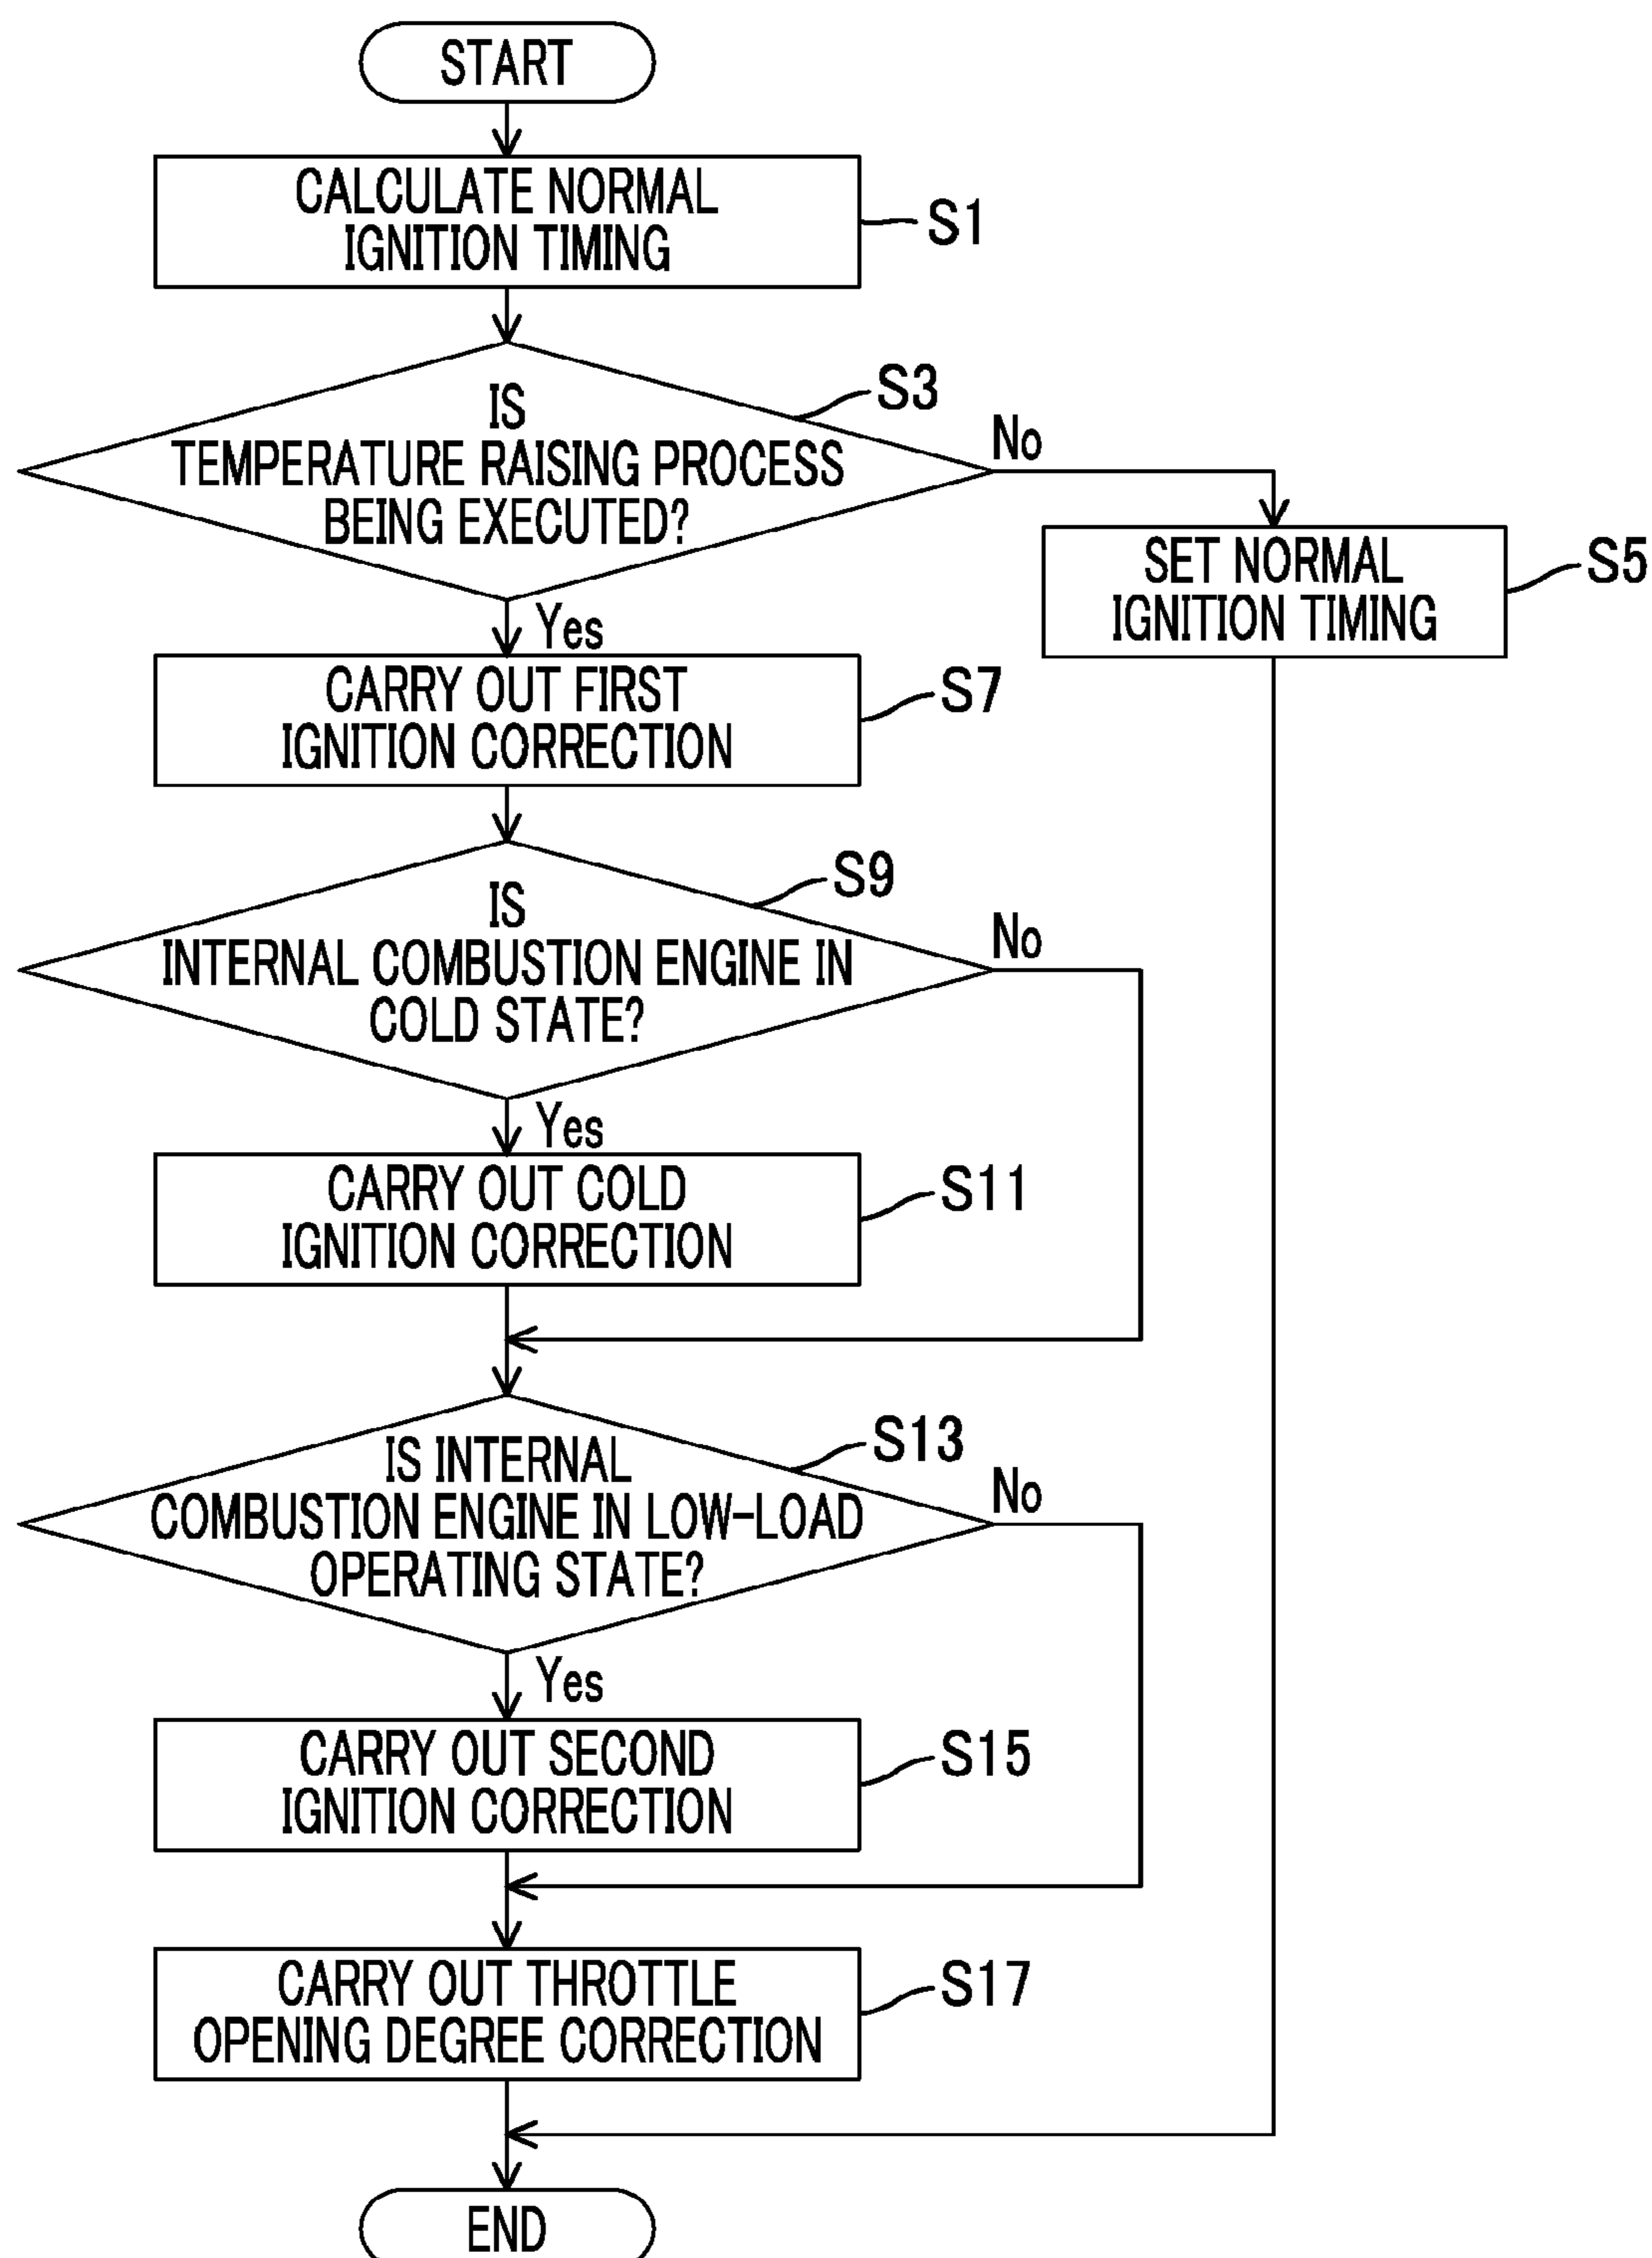 START
CALCULATE NORMAL
IGNITION TIMING
S1
IS
TEMPERATURE RAISING PROCESS
BEING EXECUTED?
S3
No
Yes
SET NORMAL
IGNITION TIMING
S5
CARRY OUT FIRST
IGNITION CORRECTION
S7
IS
INTERNAL COMBUSTION ENGINE IN
COLD STATE?
S9
No
Yes
CARRY OUT COLD
IGNITION CORRECTION
S11
IS INTERNAL
COMBUSTION ENGINE IN LOW-LOAD
OPERATING STATE?
S13
No
Yes
CARRY OUT SECOND
IGNITION CORRECTION
S15
CARRY OUT THROTTLE
OPENING DEGREE CORRECTION
S17
END